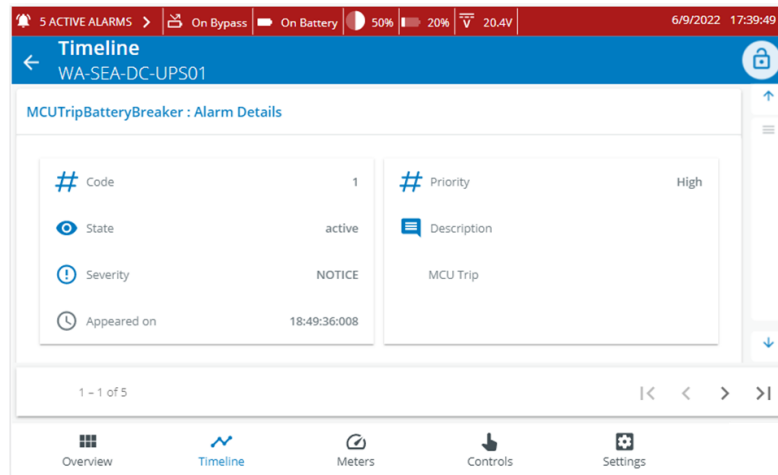 5 ACTIVE ALARMS On Bypass On Battery 50% 20% V 20.4V 6/9/2022 17:39:49
Timeline
WA-SEA-DC-UPS01
MCUTripBatteryBreaker : Alarm Details
# Code 1
# Priority High
State active
Description
Severity NOTICE
MCU Trip
Appeared on 18:49:36:008
1 – 1 of 5
Overview Timeline Meters Controls Settings